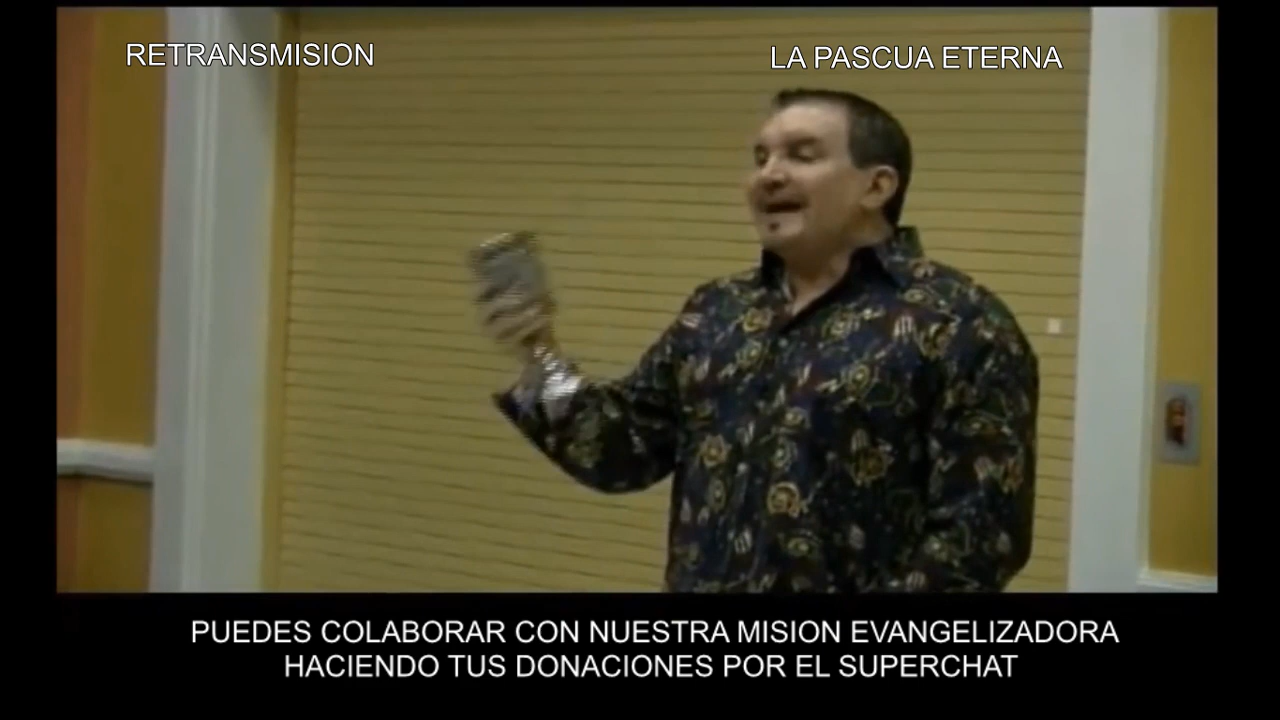 RETRANSMISION
LA PASCUA ETERNA
PUEDES COLABORAR CON NUESTRA MISION EVANGELIZADORA
HACIENDO TUS DONACIONES POR EL SUPERCHAT